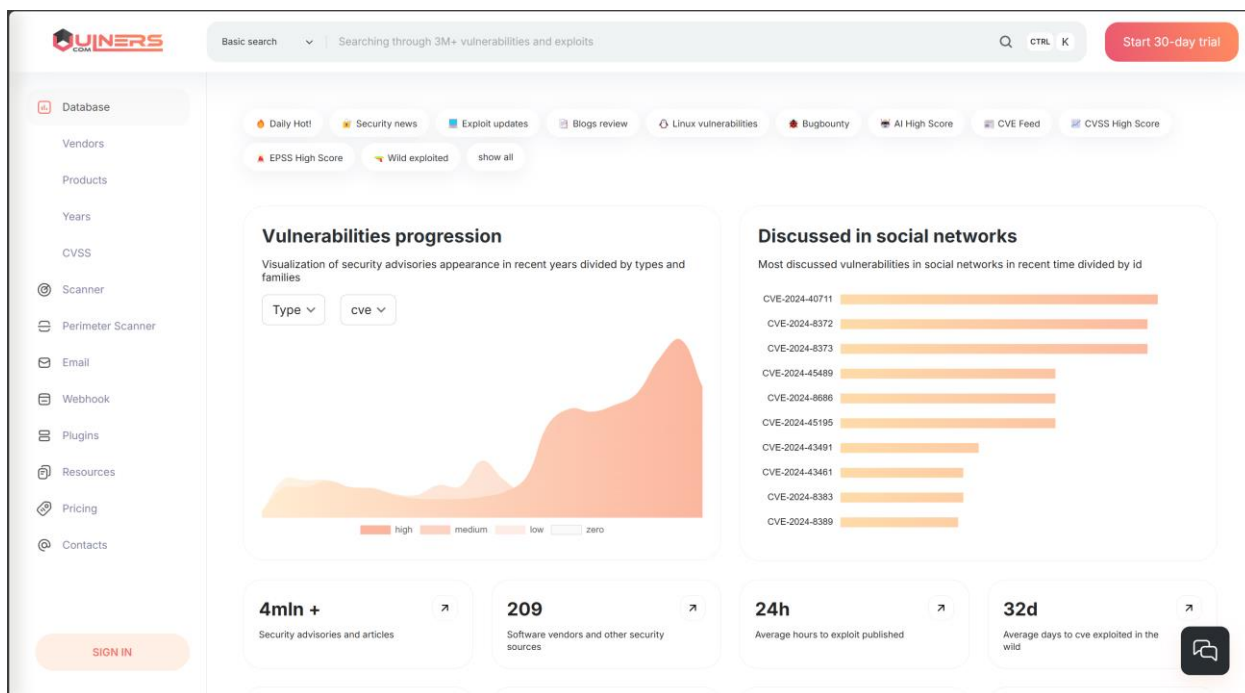 VULNERS
.COM
Basic search
Searching through 3M+ vulnerabilities and exploits
CTRL K
Start 30-day trial
Database
Vendors
Products
Years
CVSS
Scanner
Perimeter Scanner
Email
Webhook
Plugins
Resources
Pricing
Contacts
SIGN IN
Daily Hot!
Security news
Exploit updates
Blogs review
Linux vulnerabilities
Bugbounty
AI High Score
CVE Feed
CVSS High Score
EPSS High Score
Wild exploited
show all
Vulnerabilities progression
Visualization of security advisories appearance in recent years divided by types and
families
Type
cve
high
medium
low
zero
Discussed in social networks
Most discussed vulnerabilities in social networks in recent time divided by id
CVE-2024-40711
CVE-2024-8372
CVE-2024-8373
CVE-2024-45489
CVE-2024-8686
CVE-2024-45195
CVE-2024-43491
CVE-2024-43461
CVE-2024-8383
CVE-2024-8389
4mln +
Security advisories and articles
209
Software vendors and other security
sources
24h
Average hours to exploit published
32d
Average days to cve exploited in the
wild